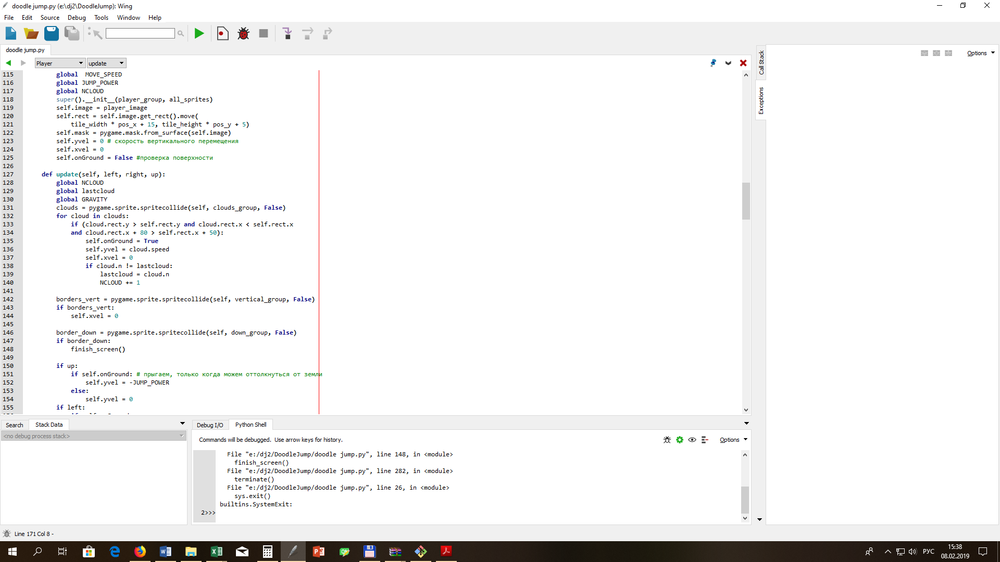 doodle jump.py (e:\dj2\DoodleJump): Wing
File Edit Source Debug Tools Window Help
doodle jump.py
Player update
Options
Call Stack
Exceptions
115 global  MOVE_SPEED
116 global JUMP_POWER
117 global NCLOUD
118 super().__init__(player_group, all_sprites)
119 self.image = player_image
120 self.rect = self.image.get_rect().move(
121 tile_width * pos_x + 15, tile_height * pos_y + 5)
122 self.mask = pygame.mask.from_surface(self.image)
123 self.yvel = 0 # скорость вертикального перемещения
124 self.xvel = 0
125 self.onGround = False #проверка поверхности
126
127 def update(self, left, right, up):
128 global NCLOUD
129 global lastcloud
130 global GRAVITY
131 clouds = pygame.sprite.spritecollide(self, clouds_group, False)
132 for cloud in clouds:
133 if (cloud.rect.y > self.rect.y and cloud.rect.x < self.rect.x
134 and cloud.rect.x + 80 > self.rect.x + 50):
135 self.onGround = True
136 self.yvel = cloud.speed
137 self.xvel = 0
138 if cloud.n != lastcloud:
139 lastcloud = cloud.n
140 NCLOUD += 1
141
142 borders_vert = pygame.sprite.spritecollide(self, vertical_group, False)
143 if borders_vert:
144 self.xvel = 0
145
146 border_down = pygame.sprite.spritecollide(self, down_group, False)
147 if border_down:
148 finish_screen()
149
150 if up:
151 if self.onGround: # прыгаем, только когда можем оттолкнуться от земли
152 self.yvel = -JUMP_POWER
153 else:
154 self.yvel = 0
155 if left:
Search Stack Data
<no debug process stack>
Debug I/O Python Shell
Commands will be debugged.  Use arrow keys for history.
Options
File "e:/dj2/DoodleJump/doodle jump.py", line 148, in <module>
finish_screen()
File "e:/dj2/DoodleJump/doodle jump.py", line 282, in <module>
terminate()
File "e:/dj2/DoodleJump/doodle jump.py", line 26, in <module>
sys.exit()
builtins.SystemExit:
2>>>
Line 171 Col 8 -
РУС
15:38
08.02.2019